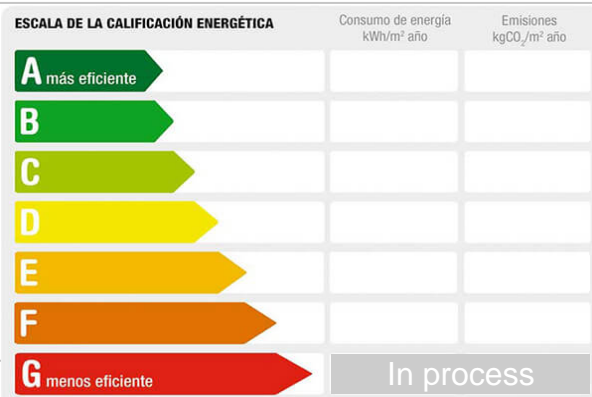 ESCALA DE LA CALIFICACIÓN ENERGÉTICA
Consumo de energía
kWh/m² año
Emisiones
kgCO₂/m² año
A más eficiente
B
C
D
E
F
G menos eficiente
In process